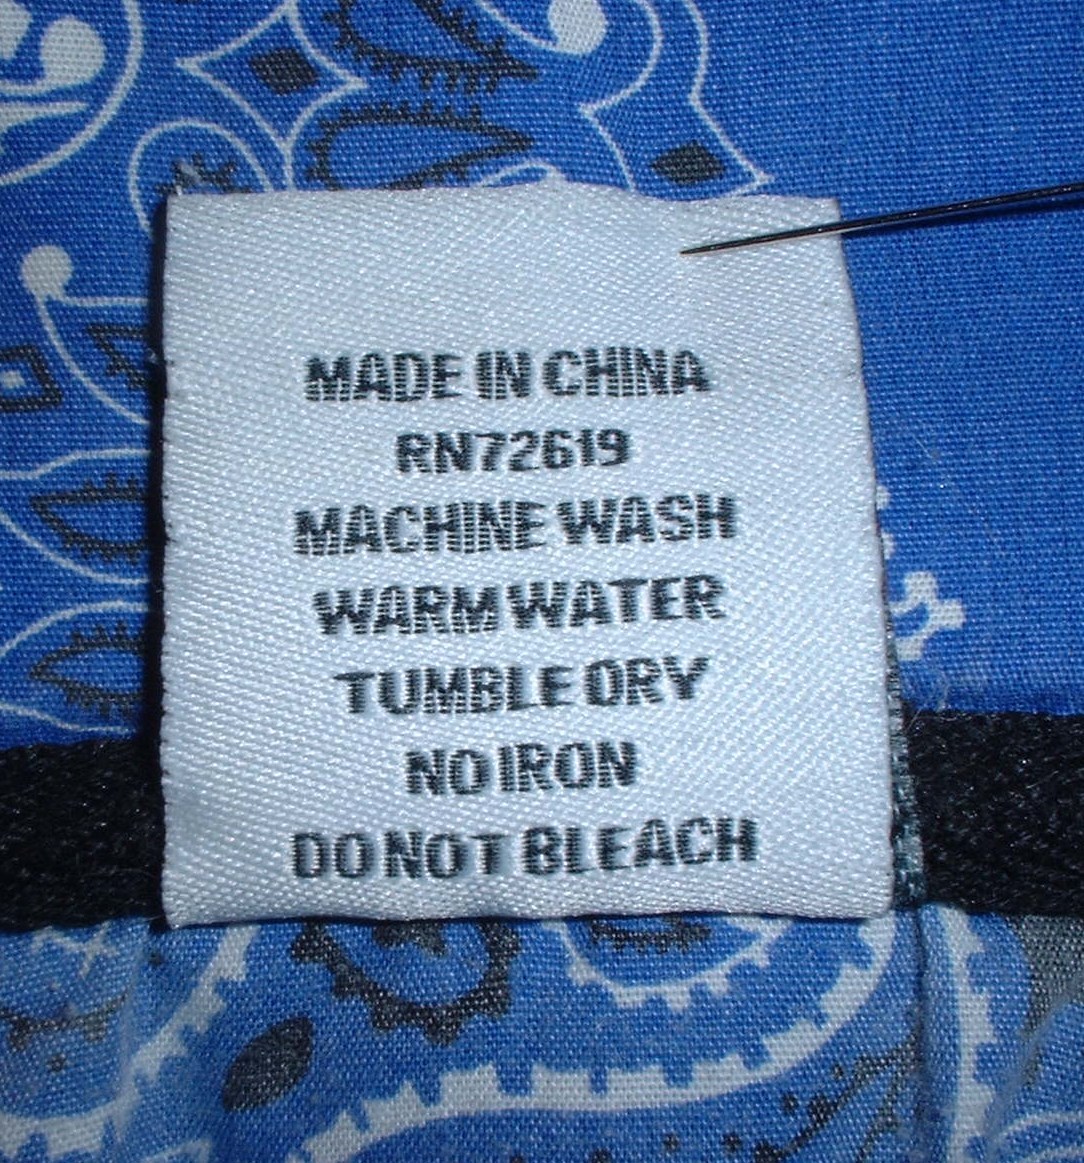 MADE IN CHINA
RN72619
MACHINE WASH
WARM WATER
TUMBLE DRY
NO IRON
DO NOT BLEACH